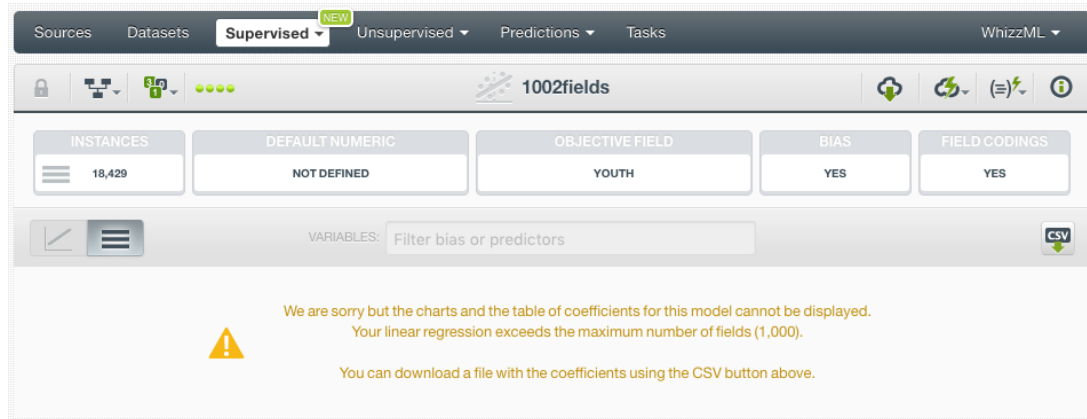 NEW
Sources Datasets Supervised Unsupervised Predictions Tasks WhizzML
3 0 1 1002fields (=)
INSTANCES DEFAULT NUMERIC OBJECTIVE FIELD BIAS FIELD CODINGS
18,429 NOT DEFINED YOUTH YES YES
VARIABLES: Filter bias or predictors CSV
We are sorry but the charts and the table of coefficients for this model cannot be displayed.
Your linear regression exceeds the maximum number of fields (1,000).
You can download a file with the coefficients using the CSV button above.